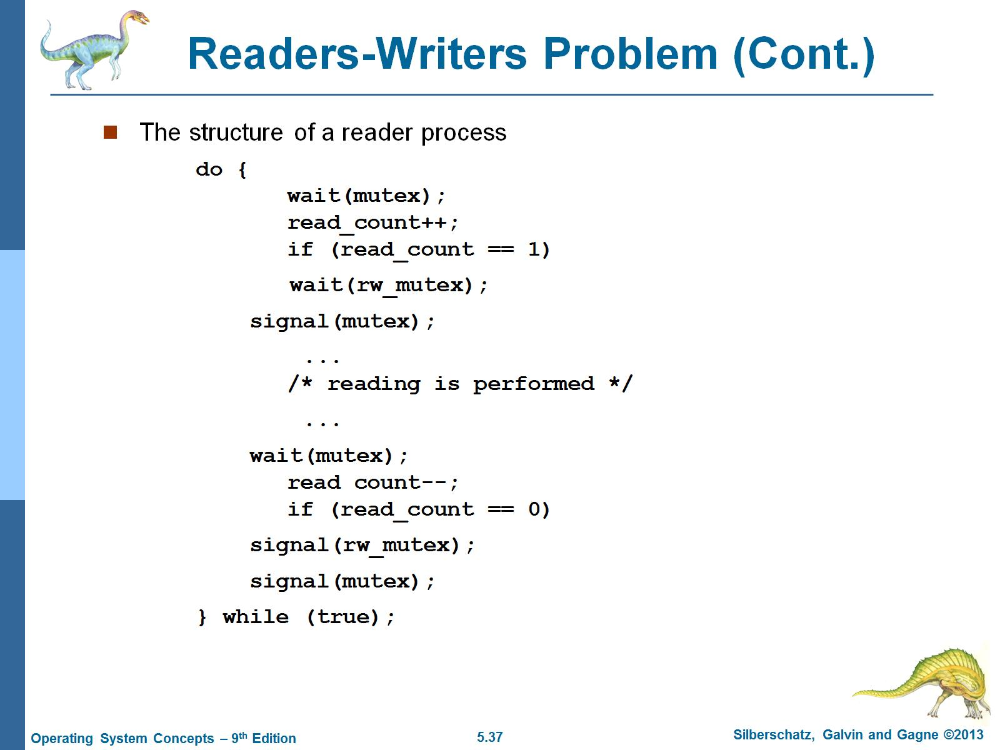 Readers-Writers Problem (Cont.)
The structure of a reader process
do {
wait(mutex);
read_count++;
if (read_count == 1)
wait(rw_mutex);
signal(mutex);
...
/* reading is performed */
...
wait(mutex);
read count--;
if (read_count == 0)
signal(rw_mutex);
signal(mutex);
} while (true);
Operating System Concepts – 9th Edition
5.37
Silberschatz, Galvin and Gagne ©2013